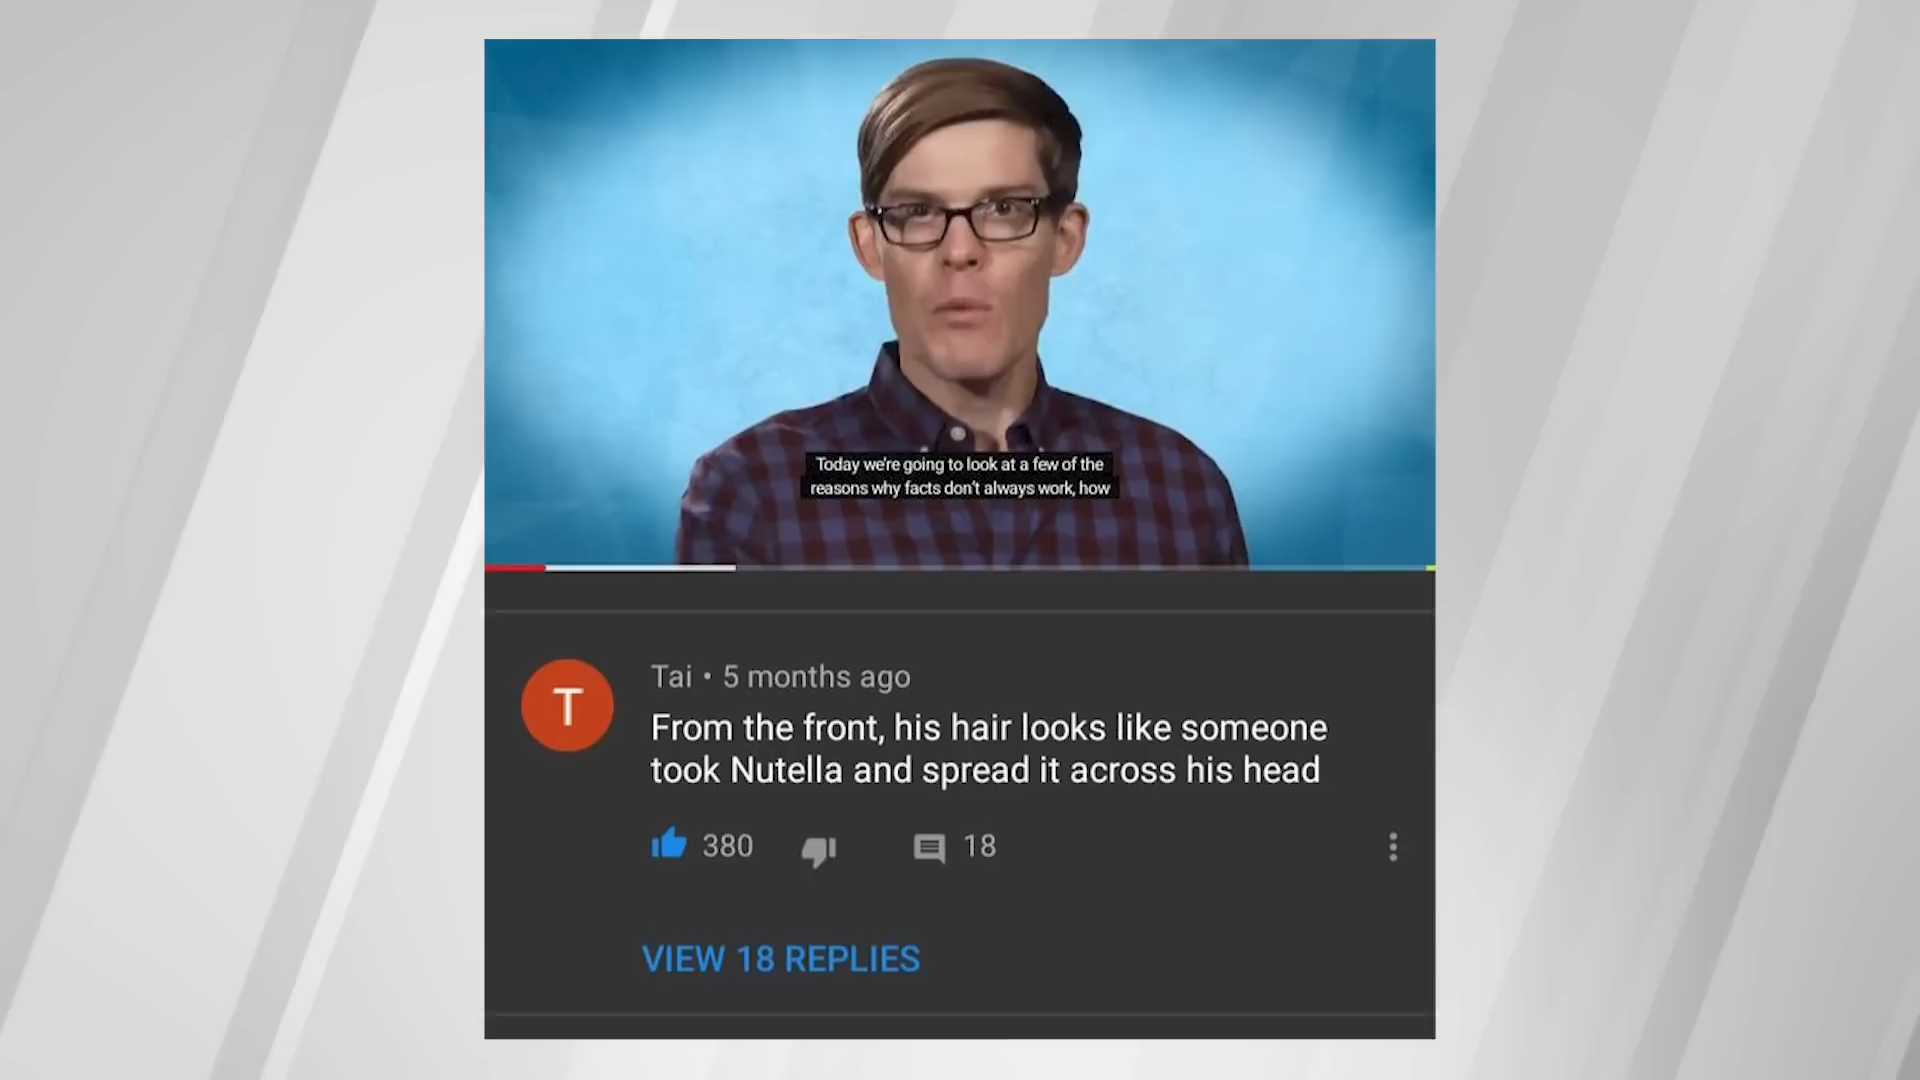 Today we're going to look at a few of the
reasons why facts don't always work, how
T
Tai • 5 months ago
From the front, his hair looks like someone
took Nutella and spread it across his head
380
18
VIEW 18 REPLIES